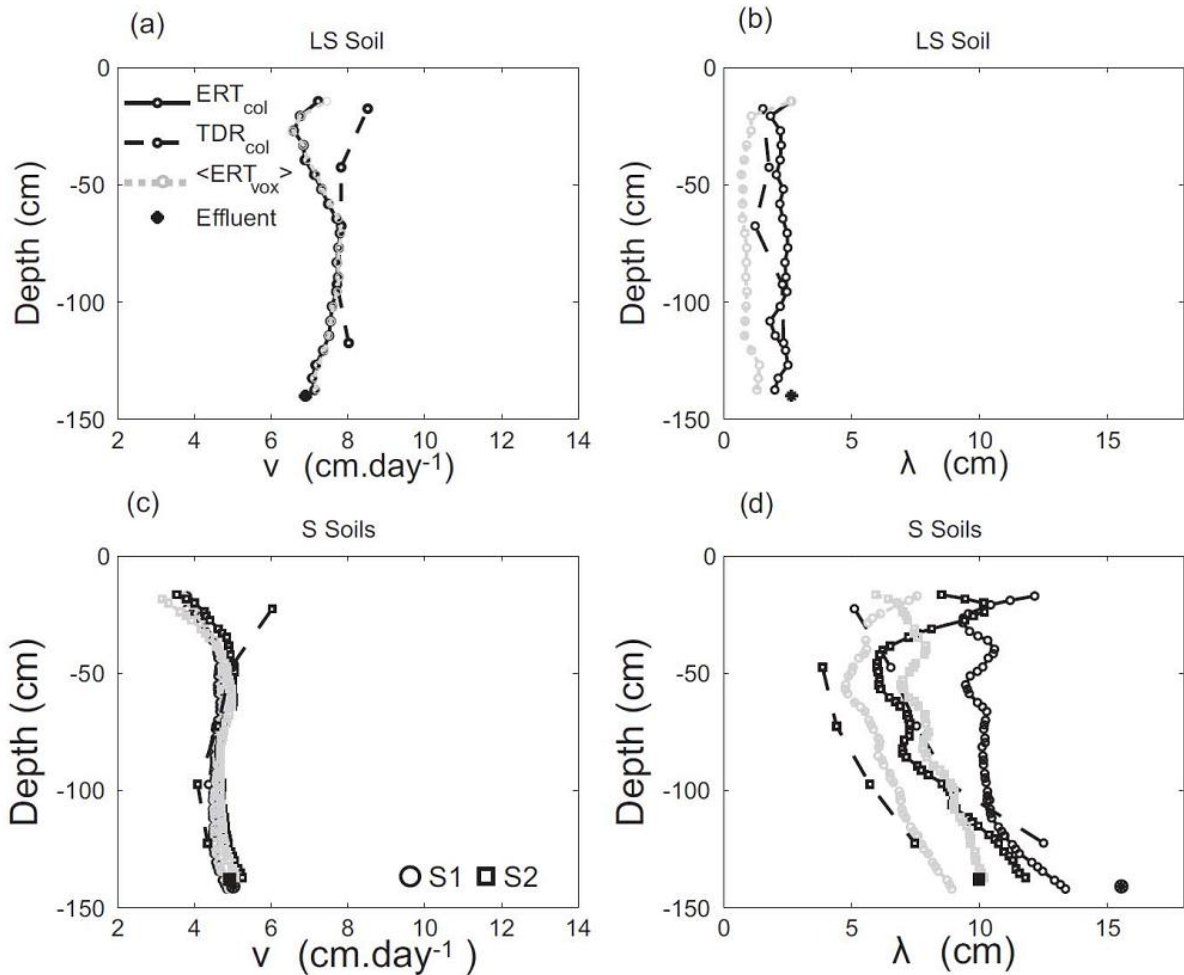 (a)
LS Soil
0
-50
-100
-150
Depth (cm)
ERTcol
TDRcol
<ERTvox>
Effluent
2 4 6 8 10 12 14
v (cm.day-1)
(b)
LS Soil
0
-50
-100
-150
Depth (cm)
0 5 10 15
λ (cm)
(c)
S Soils
0
-50
-100
-150
Depth (cm)
S1 S2
2 4 6 8 10 12 14
v (cm.day-1)
(d)
S Soils
0
-50
-100
-150
Depth (cm)
0 5 10 15
λ (cm)